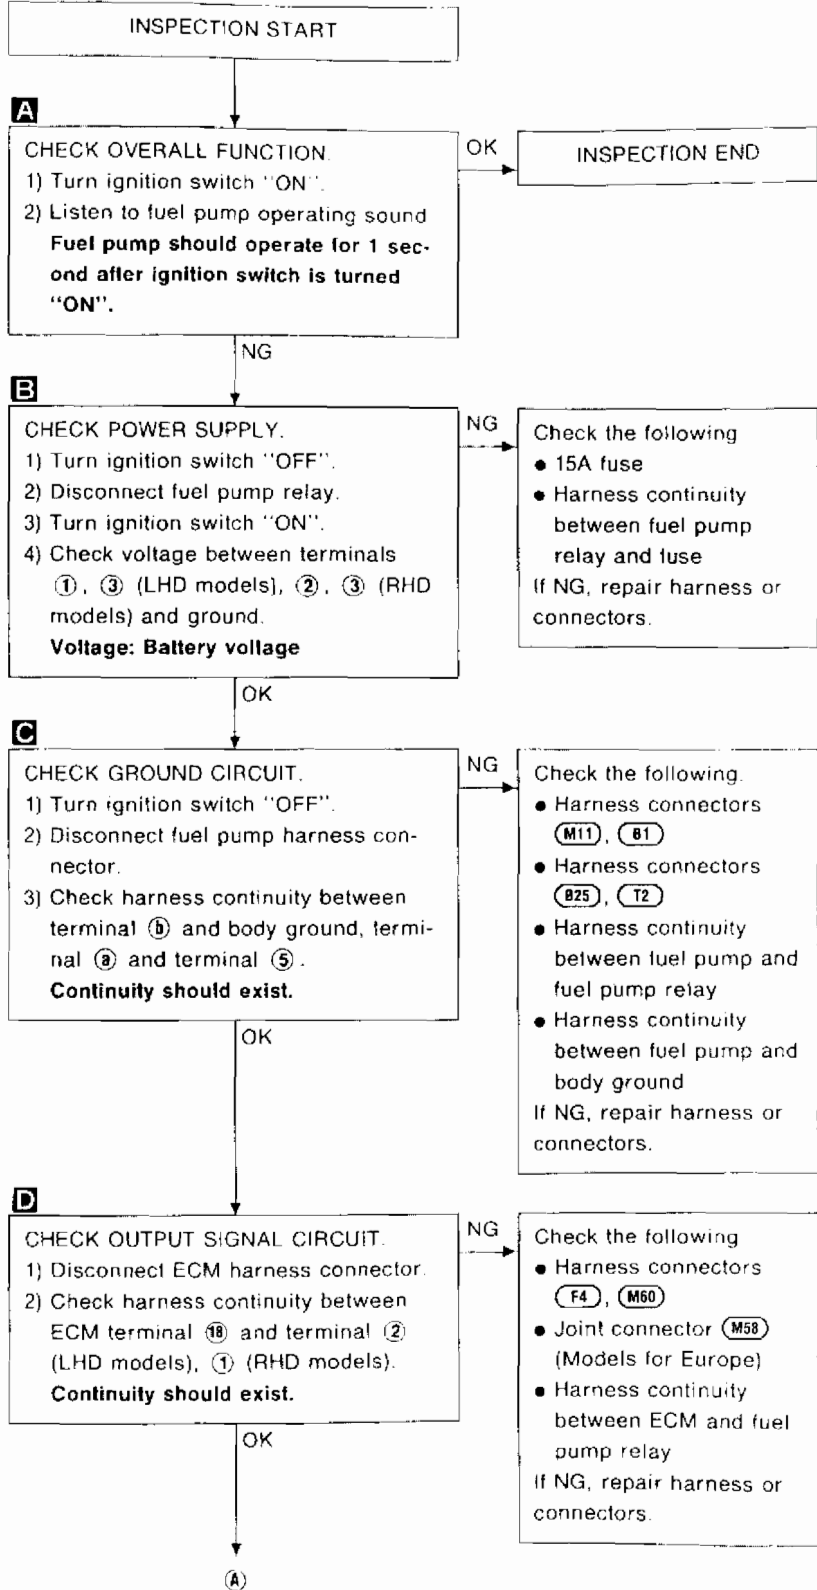 INSPECTION START
A
CHECK OVERALL FUNCTION.
1) Turn ignition switch "ON".
2) Listen to fuel pump operating sound
Fuel pump should operate for 1 sec-
ond after ignition switch is turned
"ON".
OK
INSPECTION END
NG
B
CHECK POWER SUPPLY.
1) Turn ignition switch "OFF".
2) Disconnect fuel pump relay.
3) Turn ignition switch "ON".
4) Check voltage between terminals
①, ③ (LHD models), ②, ③ (RHD
models) and ground.
Voltage: Battery voltage
NG
Check the following
● 15A fuse
● Harness continuity
between fuel pump
relay and fuse
If NG, repair harness or
connectors.
OK
C
CHECK GROUND CIRCUIT.
1) Turn ignition switch "OFF".
2) Disconnect fuel pump harness con-
nector.
3) Check harness continuity between
terminal ⓑ and body ground, termi-
nal ⓐ and terminal ⑤.
Continuity should exist.
NG
Check the following.
● Harness connectors
M11, B1
● Harness connectors
B25, T2
● Harness continuity
between fuel pump and
fuel pump relay
● Harness continuity
between fuel pump and
body ground
If NG, repair harness or
connectors.
OK
D
CHECK OUTPUT SIGNAL CIRCUIT.
1) Disconnect ECM harness connector.
2) Check harness continuity between
ECM terminal ⑱ and terminal ②
(LHD models), ① (RHD models).
Continuity should exist.
NG
Check the following
● Harness connectors
F4, M60
● Joint connector M58
(Models for Europe)
● Harness continuity
between ECM and fuel
pump relay
If NG, repair harness or
connectors.
OK
Ⓐ